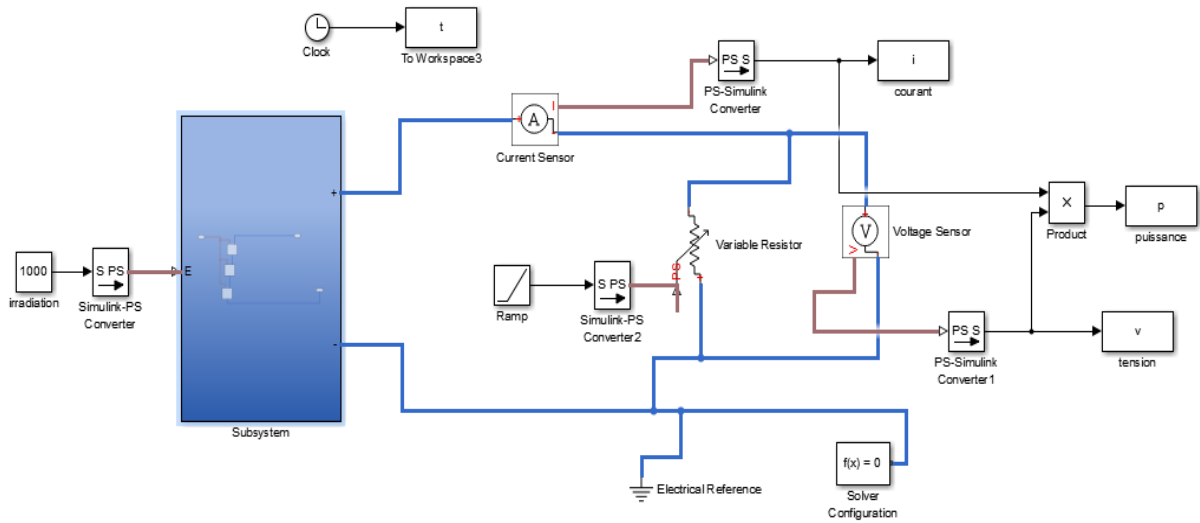 t
Clock
To Workspace3
PS S
PS-Simulink
Converter
i
courant
I
A
Current Sensor
+
1000
irradiation
S PS
Simulink-PS
Converter
E
-
Subsystem
Ramp
S PS
Simulink-PS
Converter2
PS
Variable Resistor
V
V
Voltage Sensor
X
Product
p
puissance
PS S
PS-Simulink
Converter1
v
tension
Electrical Reference
f(x) = 0
Solver
Configuration